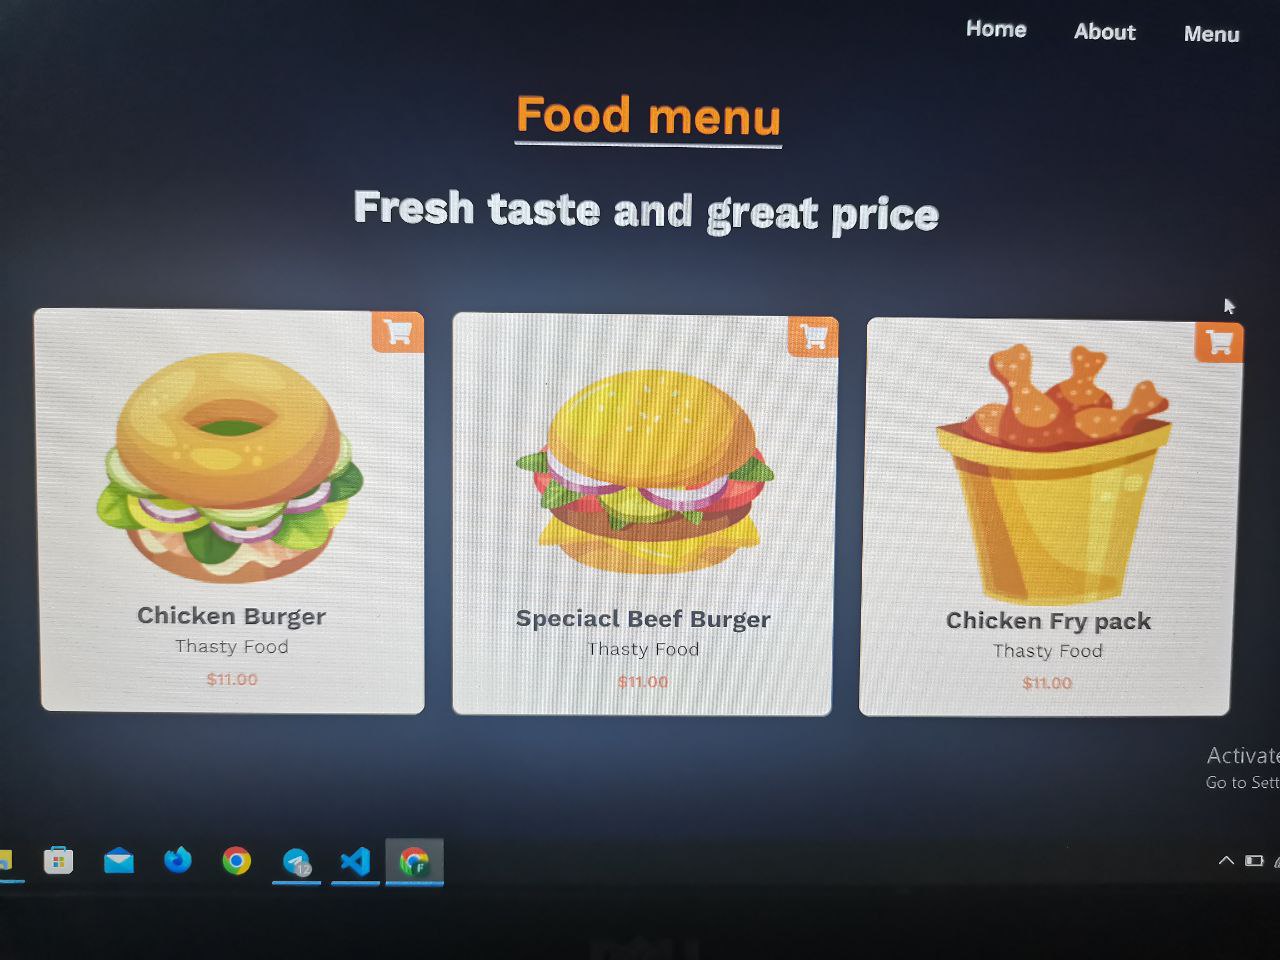 Home About Menu
Food menu
Fresh taste and great price
Chicken Burger
Thasty Food
$11.00
Speciacl Beef Burger
Thasty Food
$11.00
Chicken Fry pack
Thasty Food
$11.00
Activate
Go to Sett
12
F